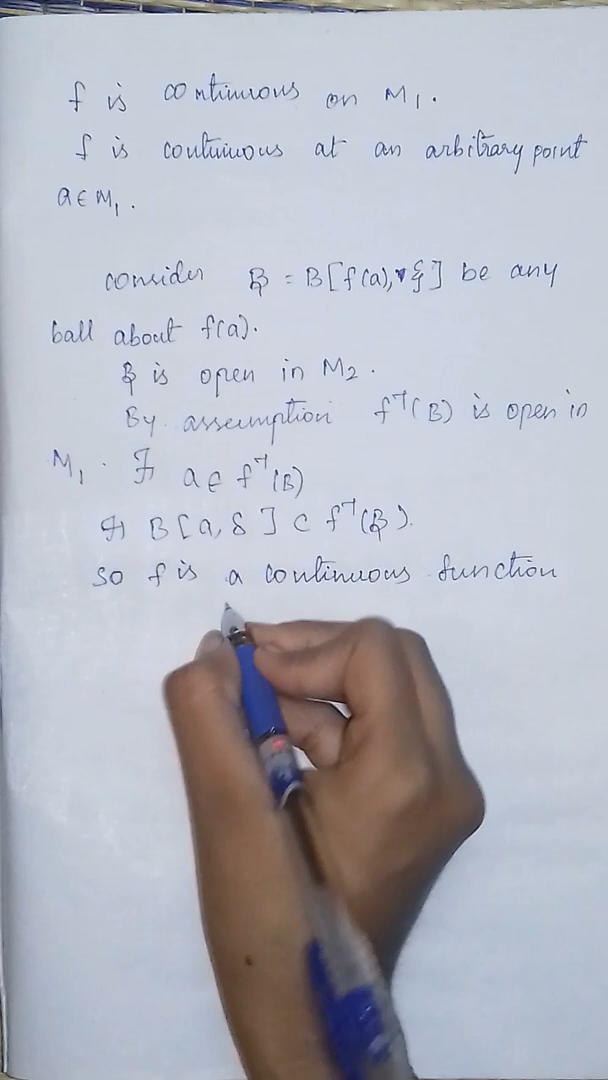 f is continuous on M₁.
f is continuous at an arbitrary point
a ∈ M₁.
consider B = B[f(a), ξ] be any
ball about f(a).
B is open in M₂.
By assumption f⁻¹(B) is open in
M₁. a ∈ f⁻¹(B)
B[a, δ] ⊂ f⁻¹(B).
so f is a continuous function